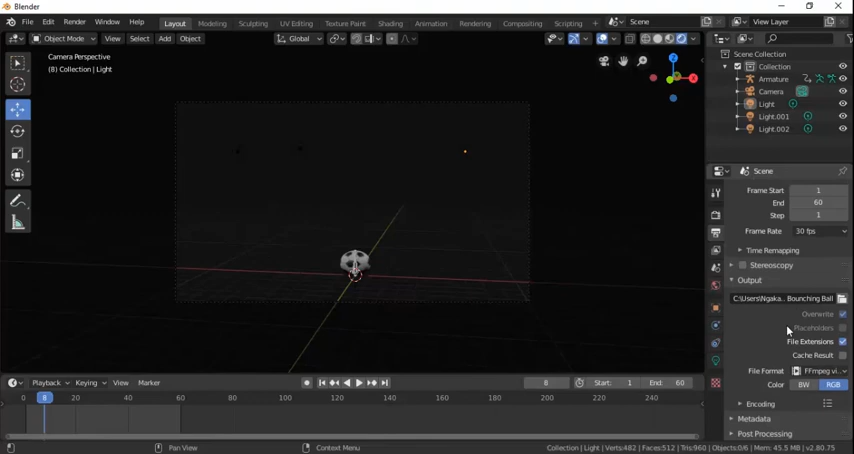 Blender
File Edit Render Window Help Layout Modeling Sculpting UV Editing Texture Paint Shading Animation Rendering Compositing Scripting + Scene View Layer
Object Mode View Select Add Object Global
Camera Perspective
(8) Collection | Light
X
Z
Scene Collection
Collection
Armature
Camera
Light
Light.001
Light.002
Scene
Frame Start 1
End 60
Step 1
Frame Rate 30 fps
Time Remapping
Stereoscopy
Output
C:\Users\Ngaka.. Bounching Ball
Overwrite
Placeholders
File Extensions
Cache Result
File Format FFmpeg vi...
Color BW RGB
Encoding
Metadata
Post Processing
Playback Keying View Marker 8 Start: 1 End: 60
0 8 20 40 60 80 100 120 140 160 180 200 220 240
Pan View Context Menu Collection | Light | Verts:482 | Faces:512 | Tris:960 | Objects:0/6 | Mem: 45.5 MB | v2.80.75